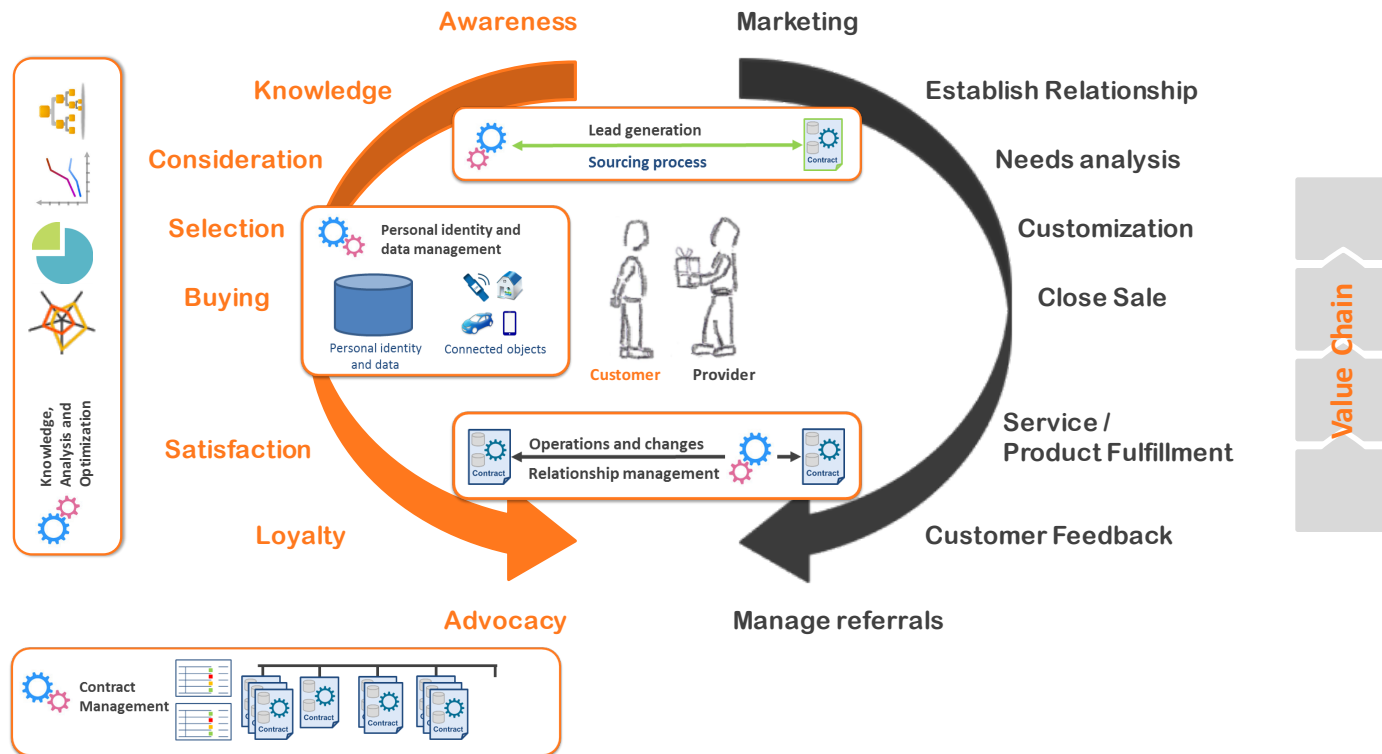 Awareness
Marketing
Knowledge
Establish Relationship
Lead generation
Sourcing process
Contract
Consideration
Needs analysis
Selection
Customization
Personal identity and
data management
Buying
Close Sale
Personal identity
and data
Connected objects
Customer
Provider
Value Chain
Knowledge,
Analysis and
Optimization
Satisfaction
Service /
Product Fulfillment
Contract
Operations and changes
Relationship management
Contract
Loyalty
Customer Feedback
Advocacy
Manage referrals
Contract
Management
Contract
Contract
Contract
Contract